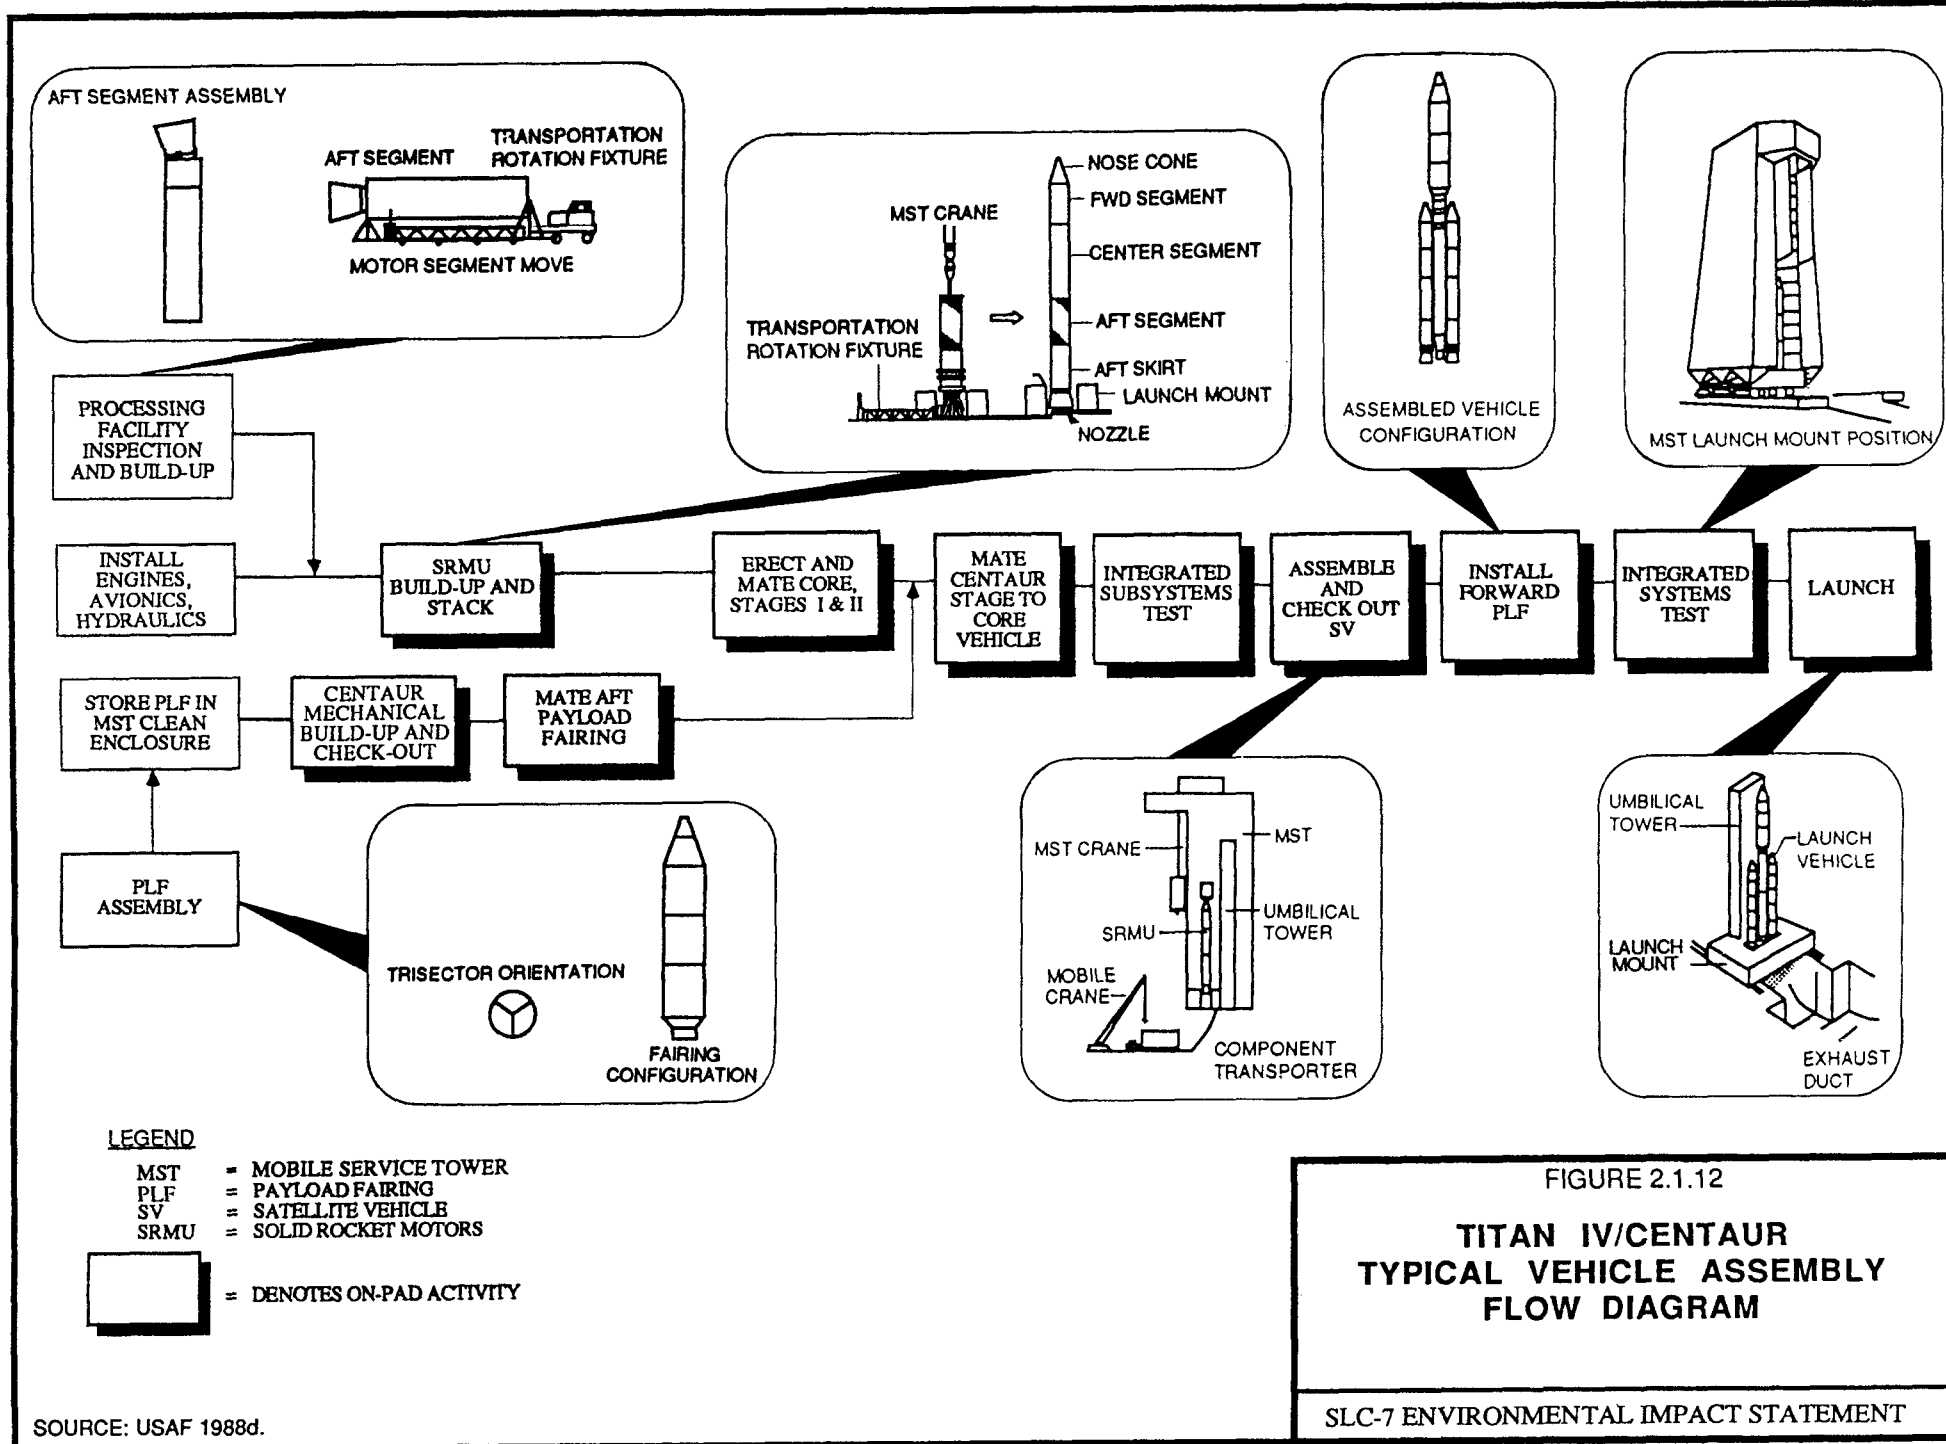 AFT SEGMENT ASSEMBLY
AFT SEGMENT
TRANSPORTATION
ROTATION FIXTURE
MOTOR SEGMENT MOVE
MST CRANE
TRANSPORTATION
ROTATION FIXTURE
NOSE CONE
FWD SEGMENT
CENTER SEGMENT
AFT SEGMENT
AFT SKIRT
LAUNCH MOUNT
NOZZLE
ASSEMBLED VEHICLE
CONFIGURATION
MST LAUNCH MOUNT POSITION
PROCESSING
FACILITY
INSPECTION
AND BUILD-UP
INSTALL
ENGINES,
AVIONICS,
HYDRAULICS
SRMU
BUILD-UP AND
STACK
ERECT AND
MATE CORE,
STAGES I & II
MATE
CENTAUR
STAGE TO
CORE
VEHICLE
INTEGRATED
SUBSYSTEMS
TEST
ASSEMBLE
AND
CHECK OUT
SV
INSTALL
FORWARD
PLF
INTEGRATED
SYSTEMS
TEST
LAUNCH
STORE PLF IN
MST CLEAN
ENCLOSURE
CENTAUR
MECHANICAL
BUILD-UP AND
CHECK-OUT
MATE AFT
PAYLOAD
FAIRING
PLF
ASSEMBLY
TRISECTOR ORIENTATION
FAIRING
CONFIGURATION
MST CRANE
MST
SRMU
UMBILICAL
TOWER
MOBILE
CRANE
COMPONENT
TRANSPORTER
UMBILICAL
TOWER
LAUNCH
VEHICLE
LAUNCH
MOUNT
EXHAUST
DUCT
LEGEND
MST = MOBILE SERVICE TOWER
PLF = PAYLOAD FAIRING
SV = SATELLITE VEHICLE
SRMU = SOLID ROCKET MOTORS
= DENOTES ON-PAD ACTIVITY
FIGURE 2.1.12
TITAN IV/CENTAUR
TYPICAL VEHICLE ASSEMBLY
FLOW DIAGRAM
SLC-7 ENVIRONMENTAL IMPACT STATEMENT
SOURCE: USAF 1988d.